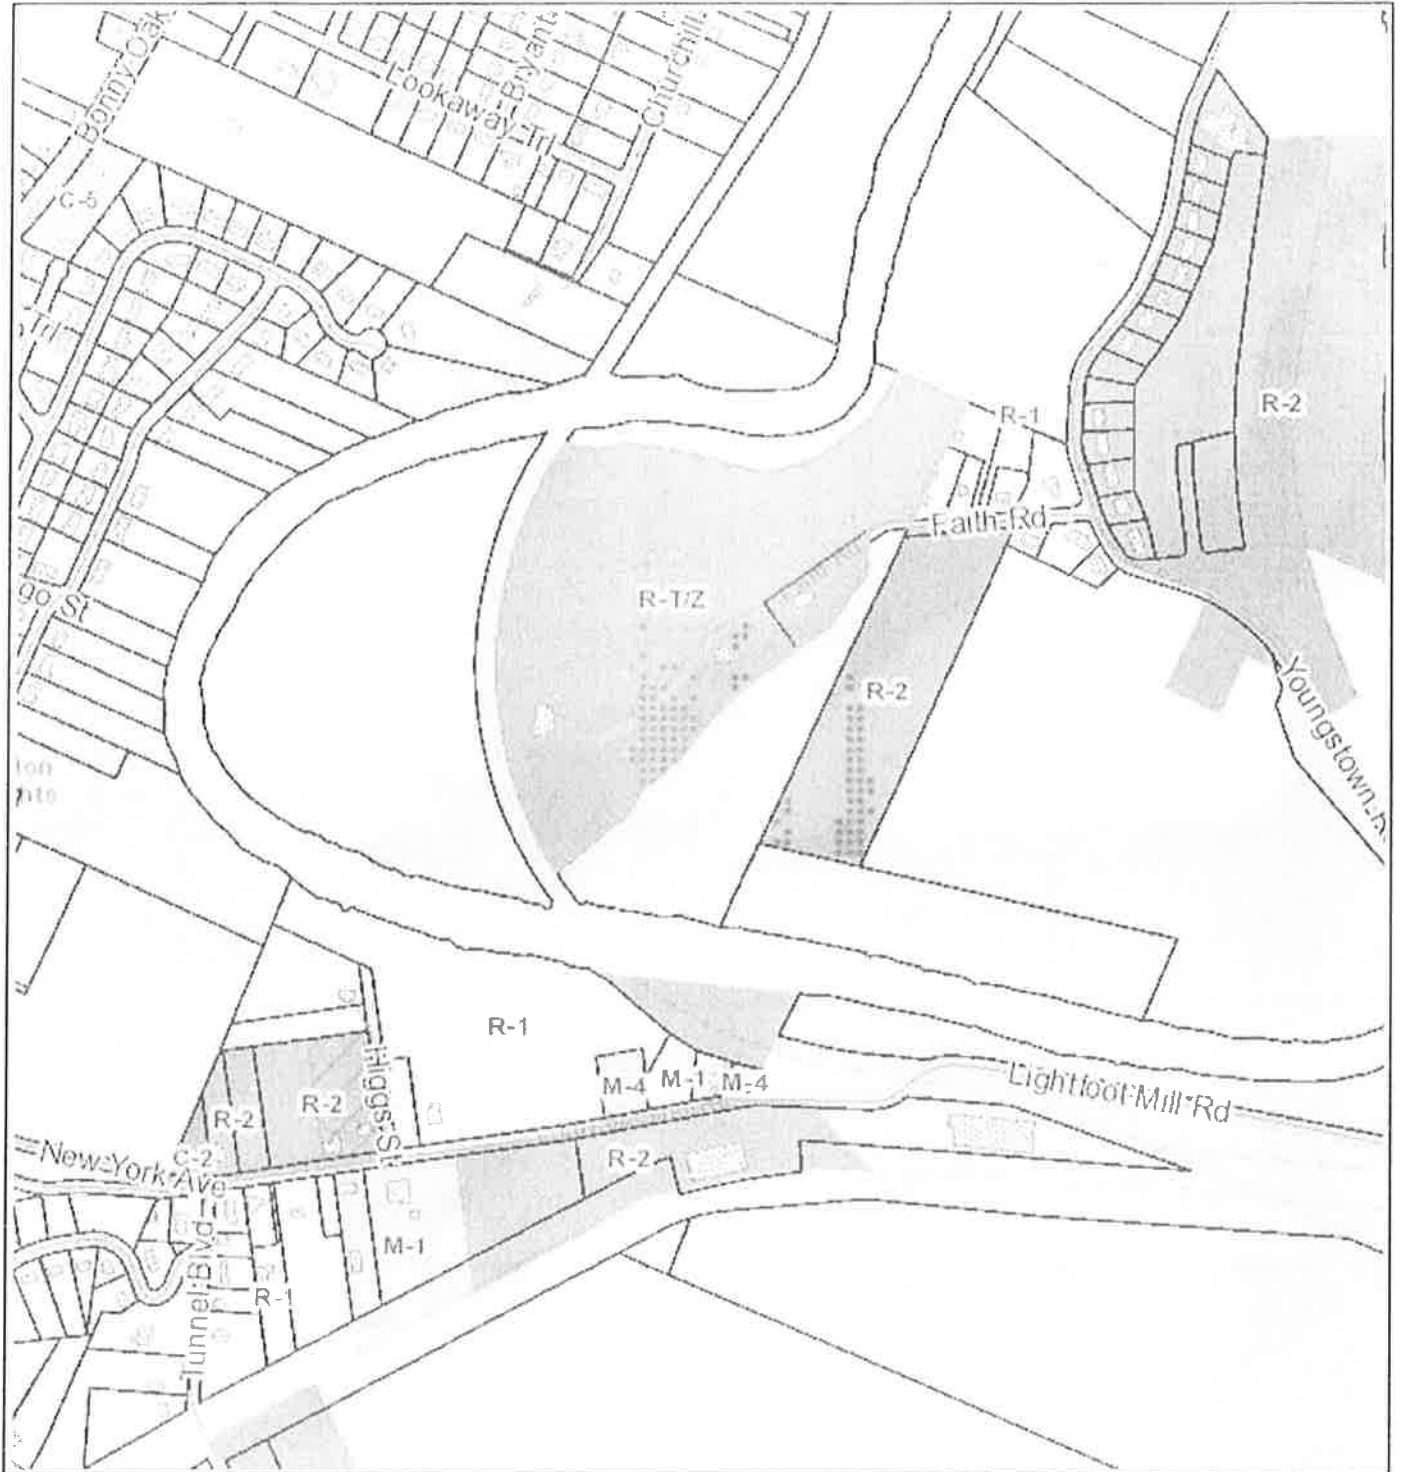 Bonny Oak
Lookaway Trl
Bryant
Churchill
C-5
Trl
R-2
R-1
Faith Rd
R-T/Z
go St
R-2
Youngstown R
R-1
M-4
M-1
M-4
Lightfoot Mill Rd
R-2
R-2
Higgs St
C-2
New York Ave
R-2
M-1
R-1
Tunnel Blvd